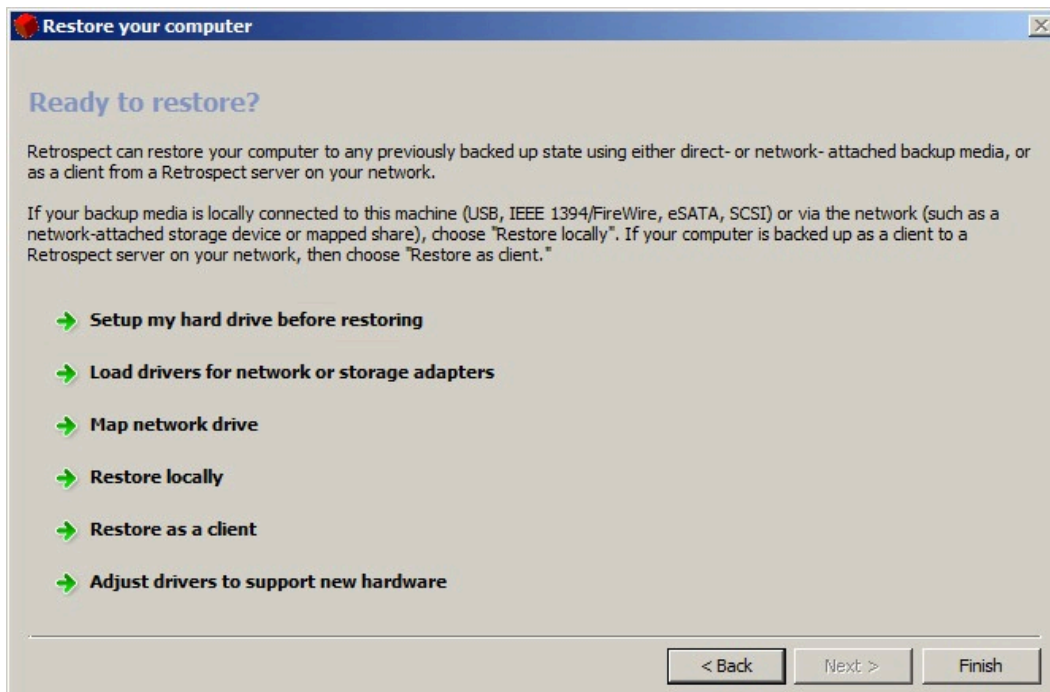 Restore your computer
Ready to restore?
Retrospect can restore your computer to any previously backed up state using either direct- or network- attached backup media, or
as a client from a Retrospect server on your network.
If your backup media is locally connected to this machine (USB, IEEE 1394/FireWire, eSATA, SCSI) or via the network (such as a
network-attached storage device or mapped share), choose "Restore locally". If your computer is backed up as a client to a
Retrospect server on your network, then choose "Restore as client."
Setup my hard drive before restoring
Load drivers for network or storage adapters
Map network drive
Restore locally
Restore as a client
Adjust drivers to support new hardware
< Back Next > Finish